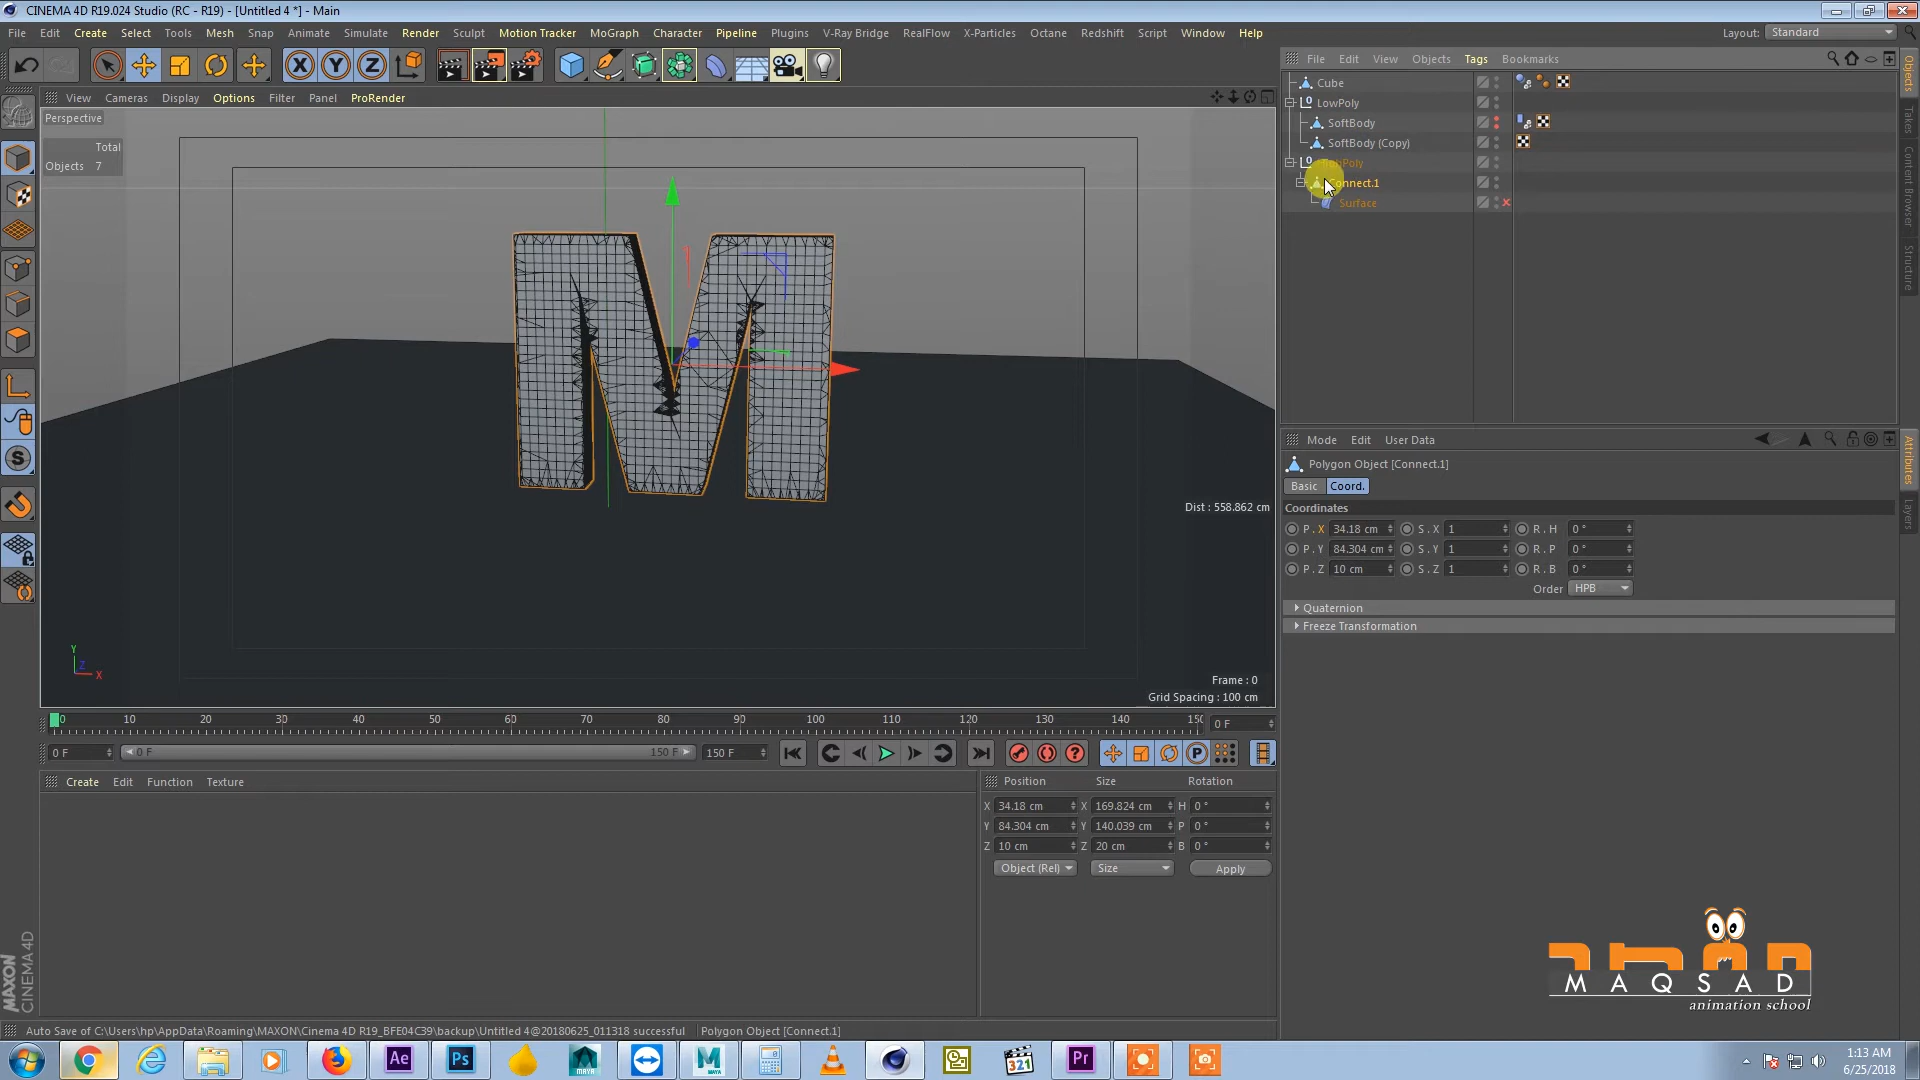 CINEMA 4D R19.024 Studio (RC - R19) - [Untitled 4 *] - Main
File Edit Create Select Tools Mesh Snap Animate Simulate Render Sculpt Motion Tracker MoGraph Character Pipeline Plugins V-Ray Bridge RealFlow X-Particles Octane Redshift Script Window Help
Layout: Standard
View Cameras Display Options Filter Panel ProRender
Perspective
Total
Objects 7
Dist : 558.862 cm
Frame : 0
Grid Spacing : 100 cm
Y
Z
X
0 10 20 30 40 50 60 70 80 90 100 110 120 130 140 0 F
0 F 0 F 150 F 150 F
Create Edit Function Texture
Position Size Rotation
X 34.18 cm X 169.824 cm H 0 °
Y 84.304 cm Y 140.039 cm P 0 °
Z 10 cm Z 20 cm B 0 °
Object (Rel) Size Apply
MAXON
CINEMA 4D
Auto Save of C:\Users\hp\AppData\Roaming\MAXON\Cinema 4D R19_BFE04C39\backup\Untitled 4@20180625_011318 successful Polygon Object [Connect.1]
File Edit View Objects Tags Bookmarks
Cube
LowPoly
SoftBody
SoftBody (Copy)
Connect.1
Surface
Objects
Takes
Content Browser
Structure
Mode Edit User Data
Polygon Object [Connect.1]
Basic Coord.
Coordinates
P . X 34.18 cm S . X 1 R . H 0 °
P . Y 84.304 cm S . Y 1 R . P 0 °
P . Z 10 cm S . Z 1 R . B 0 °
Order HPB
Quaternion
Freeze Transformation
Attributes
Layers
MAQSAD
animation school
Ae Ps MAYA M MAYA 321 Pr
1:13 AM
6/25/2018